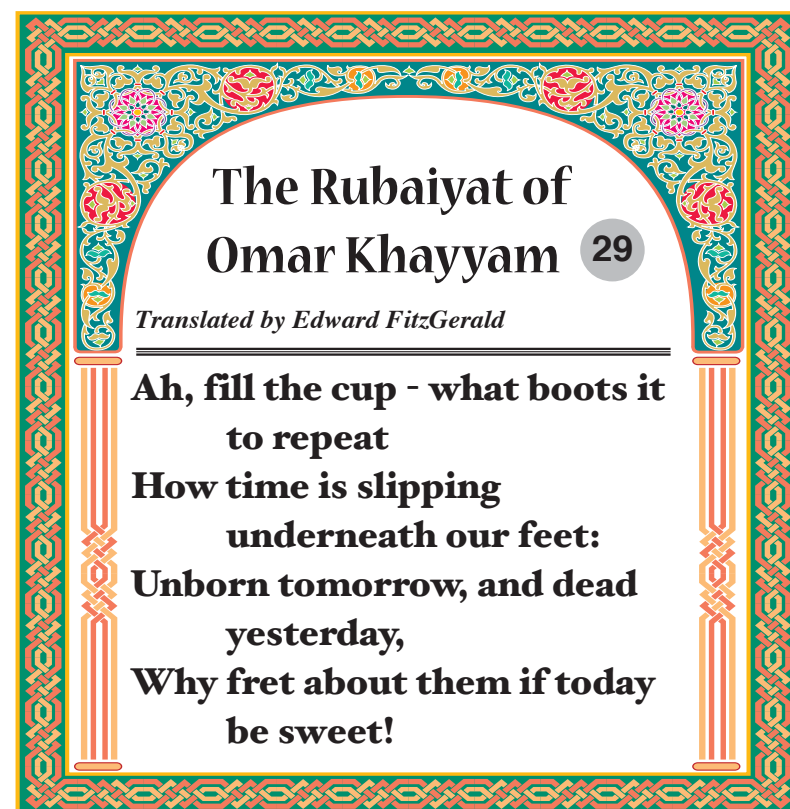 The Rubaiyat of
Omar Khayyam 29
Translated by Edward FitzGerald
Ah, fill the cup - what boots it
to repeat
How time is slipping
underneath our feet:
Unborn tomorrow, and dead
yesterday,
Why fret about them if today
be sweet!